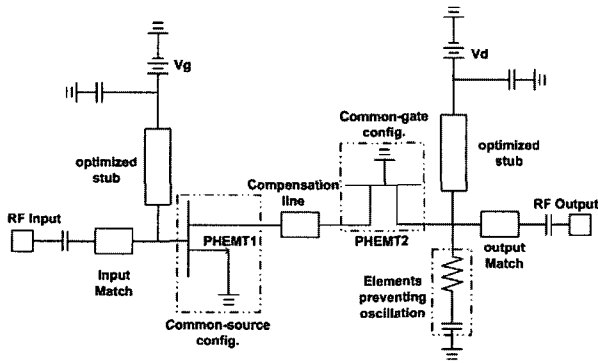 Vg
Vd
Common-gate
config.
optimized
stub
optimized
stub
Compensation
line
RF Input
RF Output
PHEMT1
PHEMT2
Input
Match
output
Match
Elements
preventing
oscillation
Common-source
config.